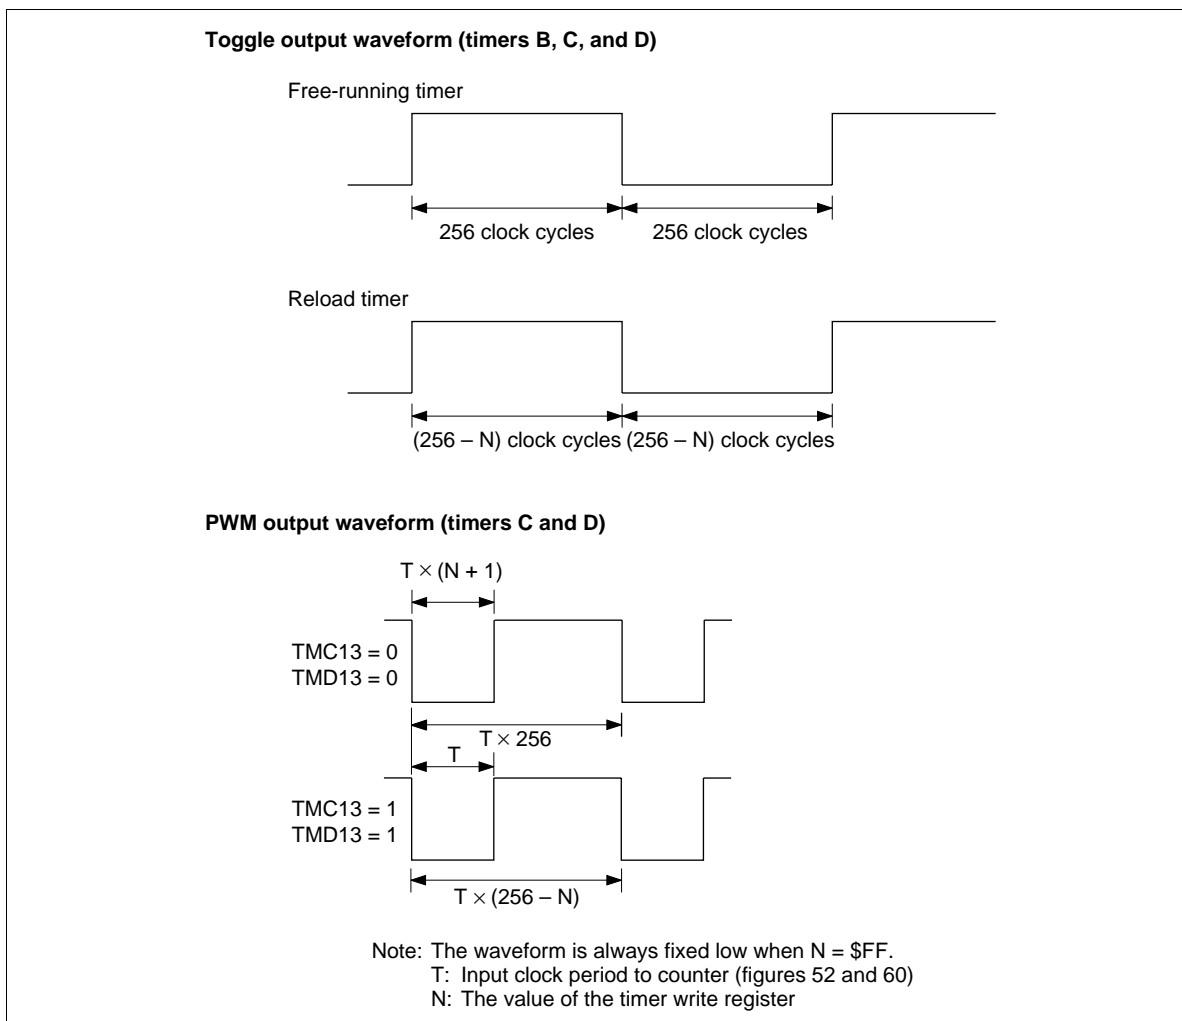 Toggle output waveform (timers B, C, and D)
Free-running timer
256 clock cycles 256 clock cycles
Reload timer
(256 – N) clock cycles (256 – N) clock cycles
PWM output waveform (timers C and D)
T × (N + 1)
TMC13 = 0
TMD13 = 0
T × 256
T
TMC13 = 1
TMD13 = 1
T × (256 – N)
Note: The waveform is always fixed low when N = $FF.
T: Input clock period to counter (figures 52 and 60)
N: The value of the timer write register